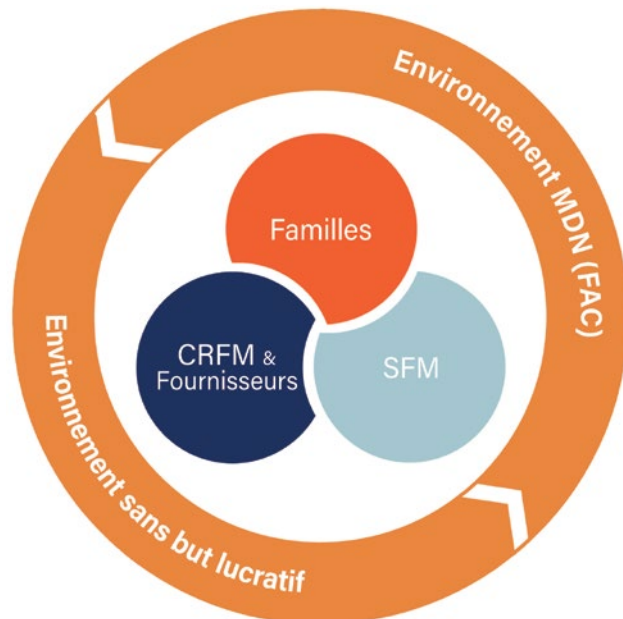 Environnement MDN (FAC)
Familles
CRFM &
Fournisseurs
SFM
Environnement sans but lucratif